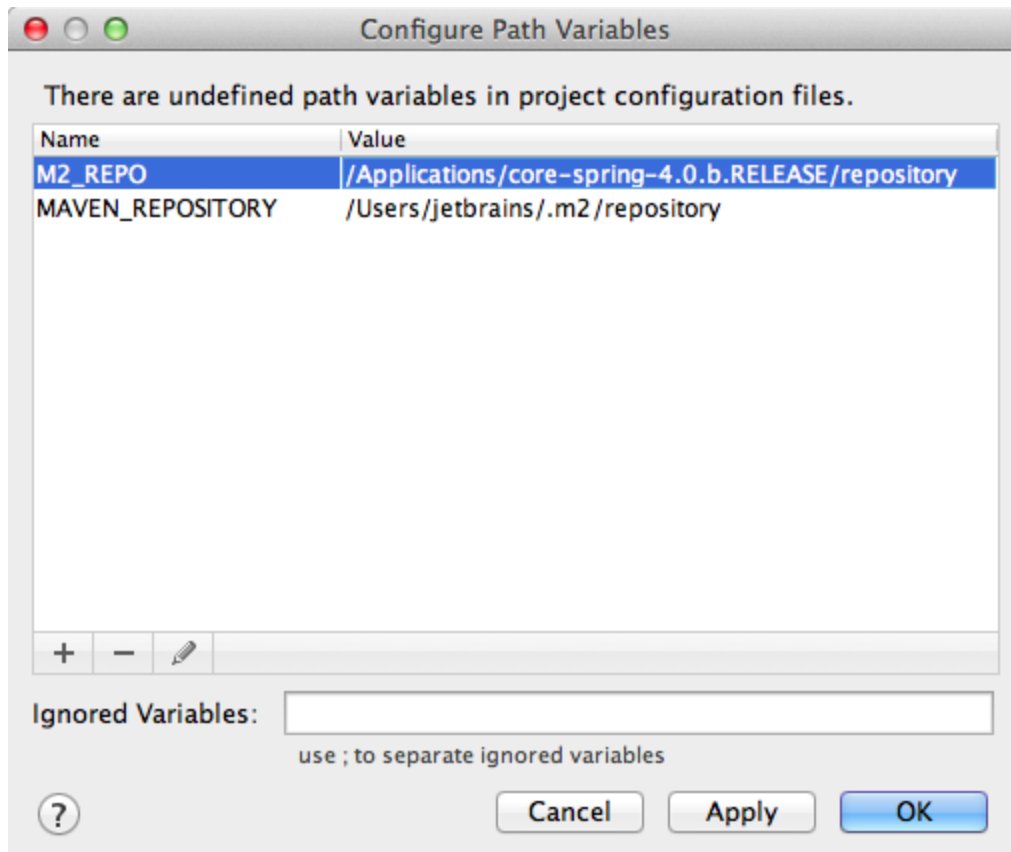 Configure Path Variables
There are undefined path variables in project configuration files.
Name Value
M2_REPO /Applications/core-spring-4.0.b.RELEASE/repository
MAVEN_REPOSITORY /Users/jetbrains/.m2/repository
Ignored Variables:
use ; to separate ignored variables
? Cancel Apply OK